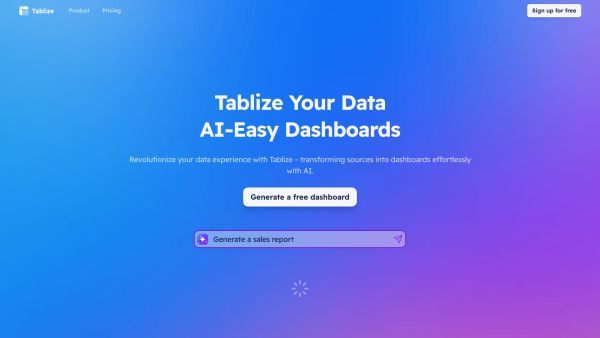 Tablize
Product
Pricing
Sign up for free
Tablize Your Data
AI-Easy Dashboards
Revolutionize your data experience with Tablize – transforming sources into dashboards effortlessly
with AI.
Generate a free dashboard
Generate a sales report